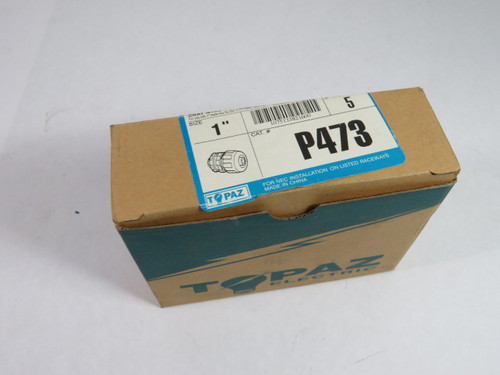 SIZE
1"
5
CAT. #
P473
FOR NEC INSTALLATION ON LISTED RACEWAYS
MADE IN CHINA
TOPAZ
TOPAZ
ELECTRIC